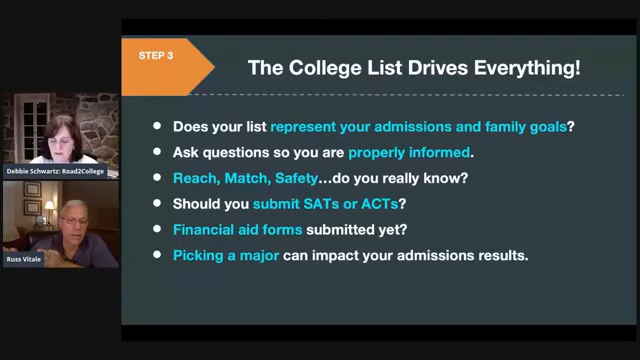 STEP 3
The College List Drives Everything!
Does your list represent your admissions and family goals?
Ask questions so you are properly informed.
Reach, Match, Safety...do you really know?
Should you submit SATs or ACTs?
Financial aid forms submitted yet?
Picking a major can impact your admissions results.
Debbie Schwartz: Road2College
Russ Vitale